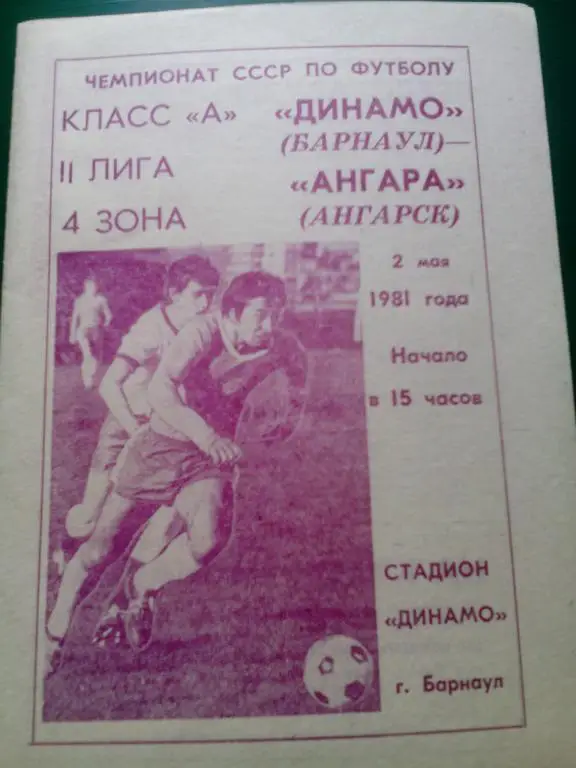 ЧЕМПИОНАТ СССР ПО ФУТБОЛУ
КЛАСС «А»
II ЛИГА
4 ЗОНА
«ДИНАМО»
(БАРНАУЛ)—
«АНГАРА»
(АНГАРСК)
2 мая
1981 года
Начало
в 15 часов
СТАДИОН
«ДИНАМО»
г. Барнаул